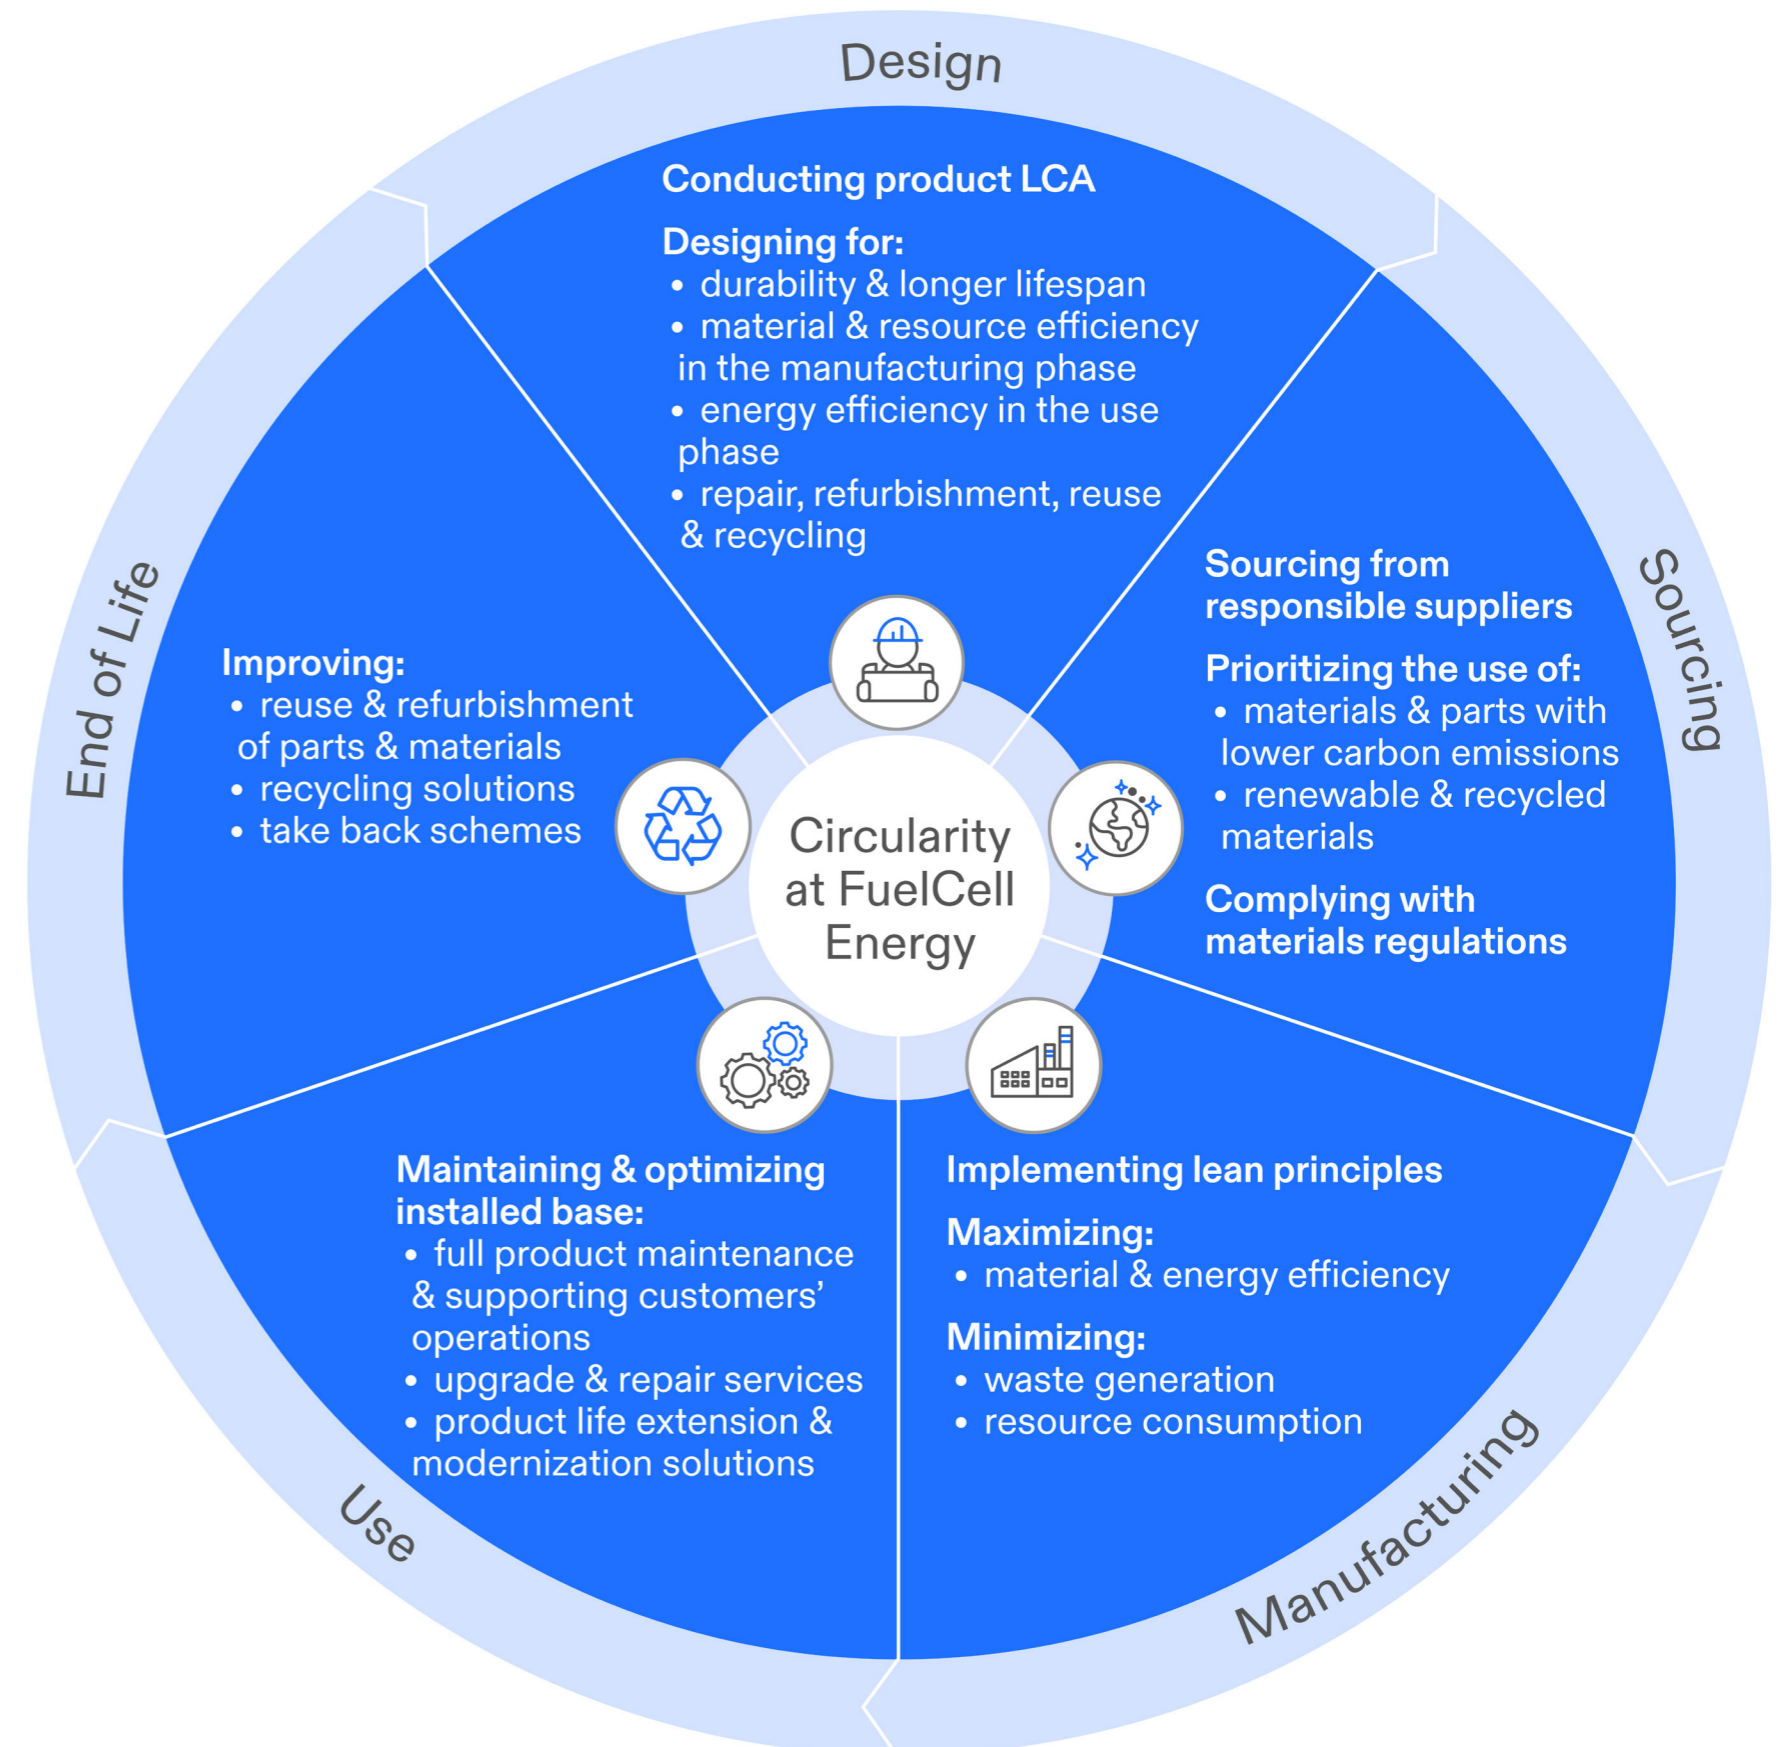 Design
Conducting product LCA
Designing for:
• durability & longer lifespan
• material & resource efficiency
in the manufacturing phase
• energy efficiency in the use
phase
• repair, refurbishment, reuse
& recycling
Sourcing
Sourcing from
responsible suppliers
Prioritizing the use of:
• materials & parts with
lower carbon emissions
• renewable & recycled
materials
Complying with
materials regulations
Manufacturing
Implementing lean principles
Maximizing:
• material & energy efficiency
Minimizing:
• waste generation
• resource consumption
Use
Maintaining & optimizing
installed base:
• full product maintenance
& supporting customers’
operations
• upgrade & repair services
• product life extension &
modernization solutions
End of Life
Improving:
• reuse & refurbishment
of parts & materials
• recycling solutions
• take back schemes
Circularity
at FuelCell
Energy